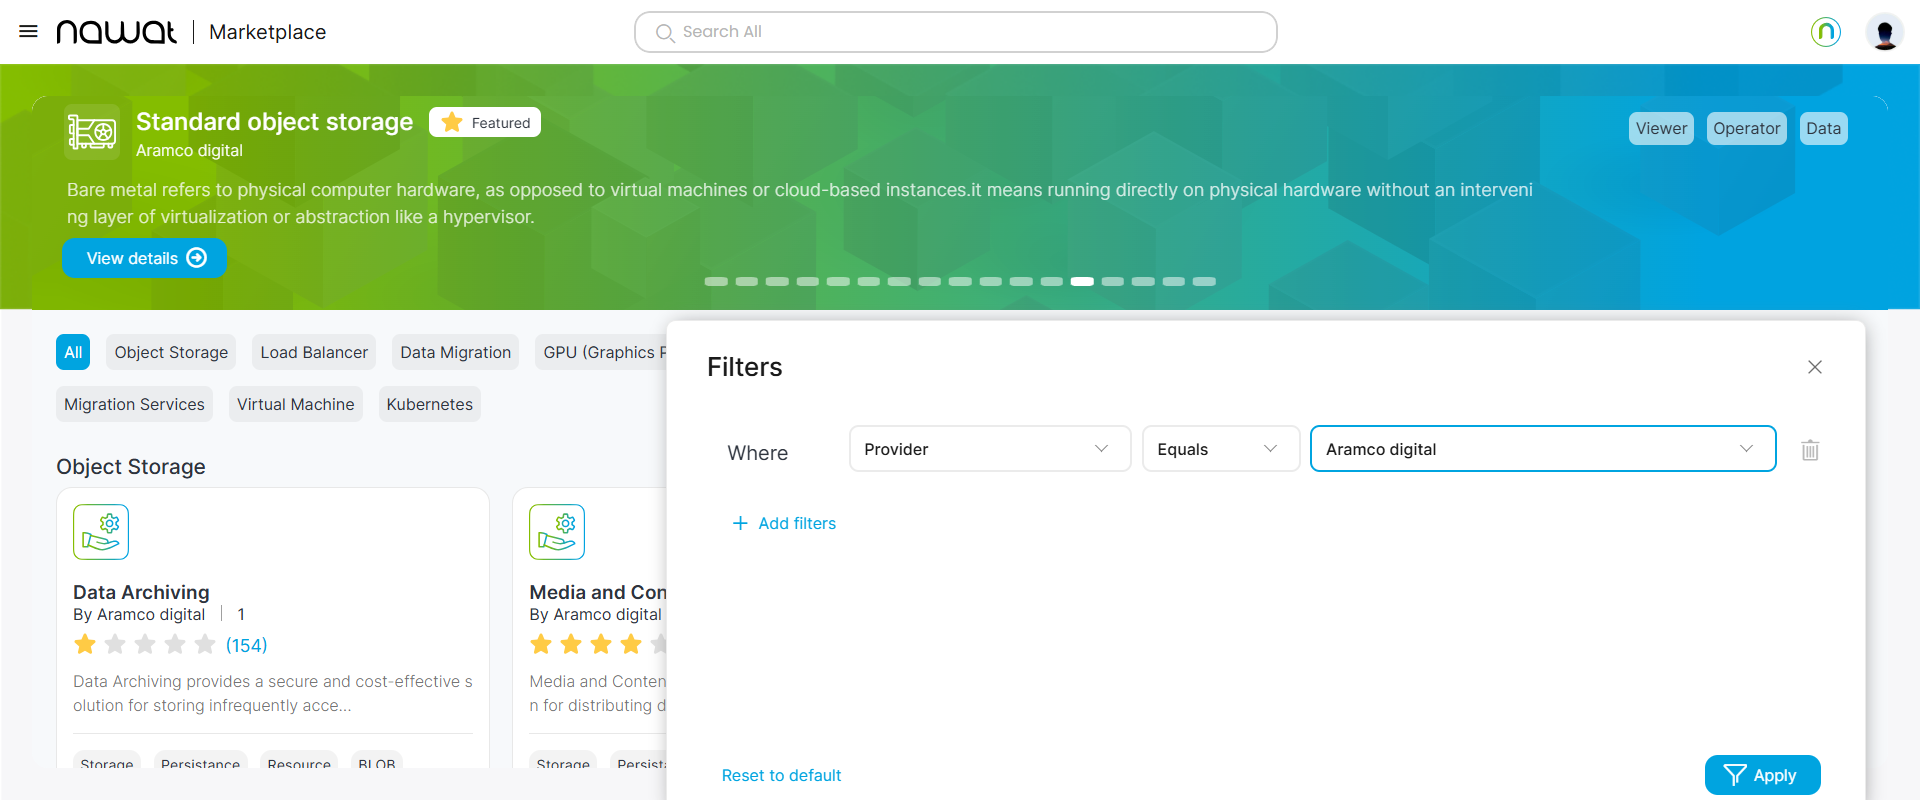 nawat | Marketplace
Search All
n
Standard object storage
Featured
Aramco digital
Viewer
Operator
Data
Bare metal refers to physical computer hardware, as opposed to virtual machines or cloud-based instances.it means running directly on physical hardware without an interveni
ng layer of virtualization or abstraction like a hypervisor.
View details
All
Object Storage
Load Balancer
Data Migration
GPU (Graphics P
Migration Services
Virtual Machine
Kubernetes
Object Storage
Data Archiving
By Aramco digital | 1
(154)
Data Archiving provides a secure and cost-effective s
olution for storing infrequently acce...
Storage
Persistance
Resource
BLOB
Media and Con
By Aramco digital
Media and Conten
n for distributing d
Storage
Persist
Filters
Where
Provider
Equals
Aramco digital
Add filters
Reset to default
Apply